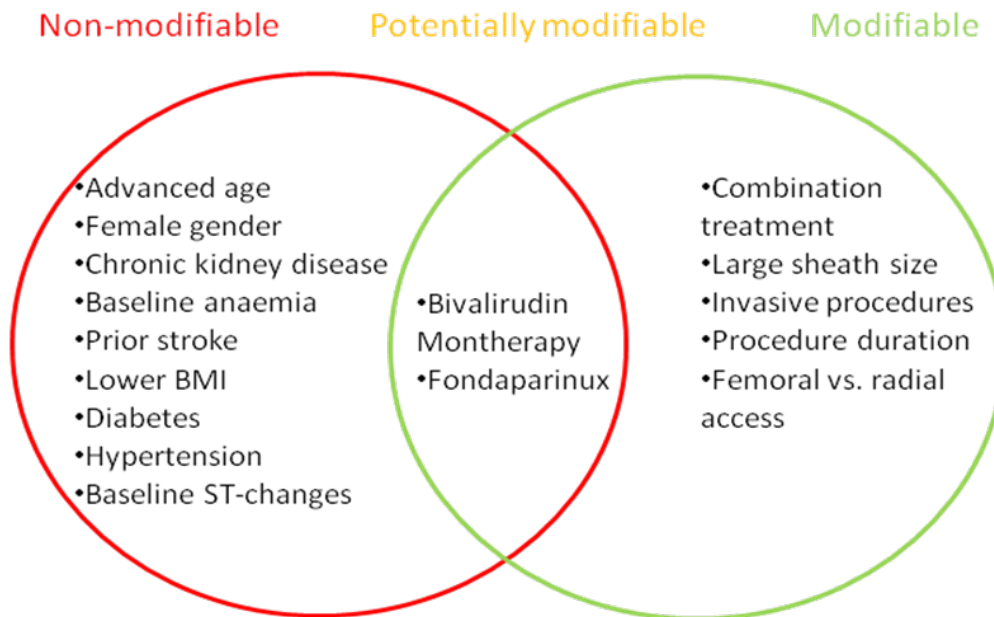 Non-modifiable
Potentially modifiable
Modifiable
•Advanced age
•Female gender
•Chronic kidney disease
•Baseline anaemia
•Prior stroke
•Lower BMI
•Diabetes
•Hypertension
•Baseline ST-changes
•Bivalirudin
Montherapy
•Fondaparinux
•Combination
treatment
•Large sheath size
•Invasive procedures
•Procedure duration
•Femoral vs. radial
access